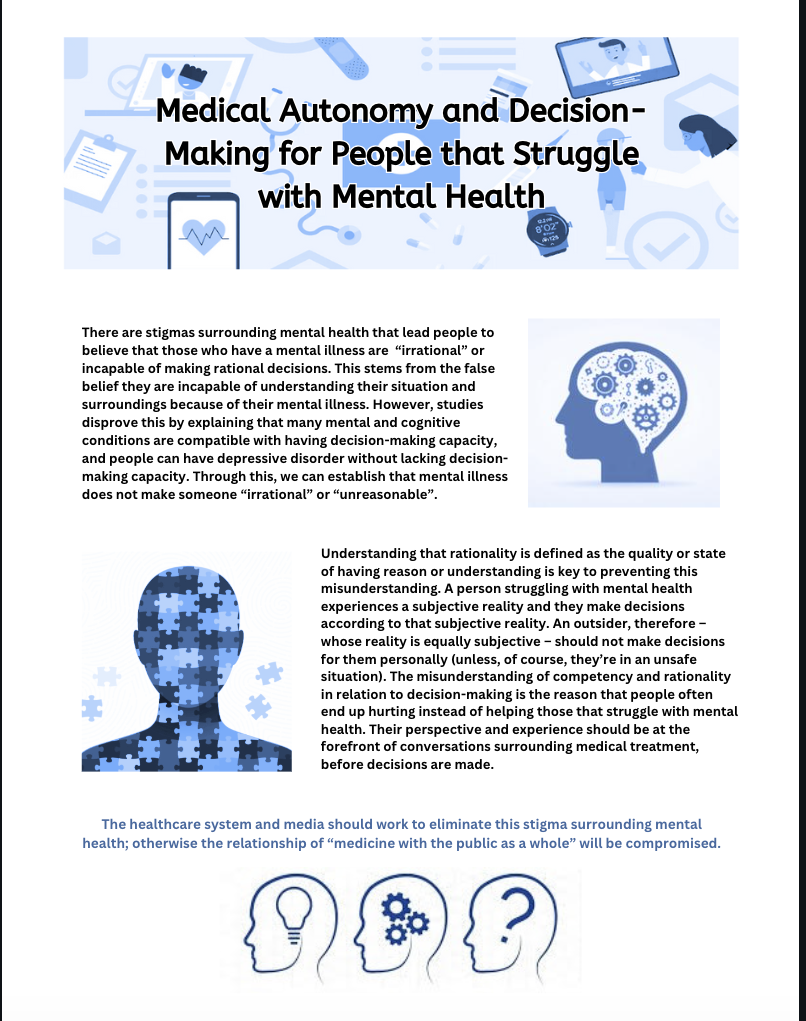 Medical Autonomy and Decision-
Making for People that Struggle
with Mental Health
12.2 FRI
8'02"
125
There are stigmas surrounding mental health that lead people to
believe that those who have a mental illness are “irrational” or
incapable of making rational decisions. This stems from the false
belief they are incapable of understanding their situation and
surroundings because of their mental illness. However, studies
disprove this by explaining that many mental and cognitive
conditions are compatible with having decision-making capacity,
and people can have depressive disorder without lacking decision-
making capacity. Through this, we can establish that mental illness
does not make someone “irrational” or “unreasonable”.
Understanding that rationality is defined as the quality or state
of having reason or understanding is key to preventing this
misunderstanding. A person struggling with mental health
experiences a subjective reality and they make decisions
according to that subjective reality. An outsider, therefore –
whose reality is equally subjective – should not make decisions
for them personally (unless, of course, they’re in an unsafe
situation). The misunderstanding of competency and rationality
in relation to decision-making is the reason that people often
end up hurting instead of helping those that struggle with mental
health. Their perspective and experience should be at the
forefront of conversations surrounding medical treatment,
before decisions are made.
The healthcare system and media should work to eliminate this stigma surrounding mental
health; otherwise the relationship of “medicine with the public as a whole” will be compromised.